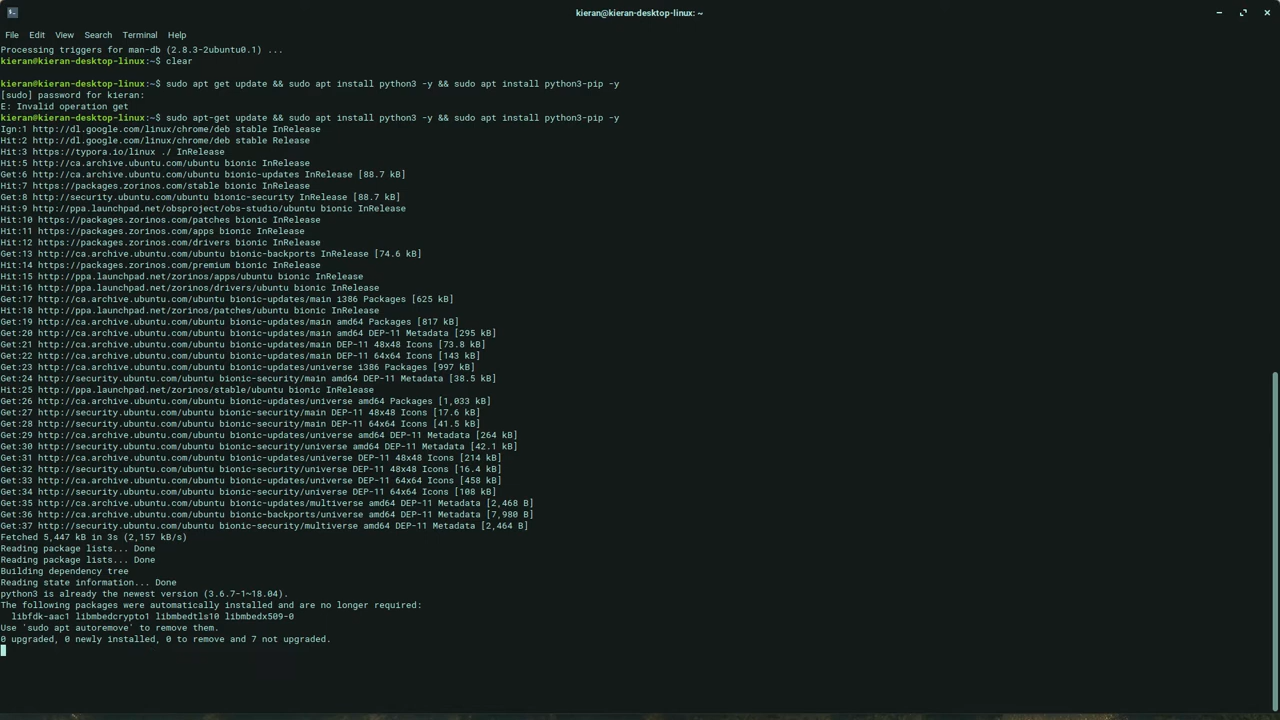 kieran@kieran-desktop-linux: ~
File Edit View Search Terminal Help
Processing triggers for man-db (2.8.3-2ubuntu0.1) ...
kieran@kieran-desktop-linux:~$ clear
kieran@kieran-desktop-linux:~$ sudo apt get update && sudo apt install python3 -y && sudo apt install python3-pip -y
[sudo] password for kieran:
E: Invalid operation get
kieran@kieran-desktop-linux:~$ sudo apt-get update && sudo apt install python3 -y && sudo apt install python3-pip -y
Ign:1 http://dl.google.com/linux/chrome/deb stable InRelease
Hit:2 http://dl.google.com/linux/chrome/deb stable Release
Hit:3 https://typora.io/linux ./ InRelease
Hit:5 http://ca.archive.ubuntu.com/ubuntu bionic InRelease
Get:6 http://ca.archive.ubuntu.com/ubuntu bionic-updates InRelease [88.7 kB]
Hit:7 https://packages.zorinos.com/stable bionic InRelease
Get:8 http://security.ubuntu.com/ubuntu bionic-security InRelease [88.7 kB]
Hit:9 http://ppa.launchpad.net/obsproject/obs-studio/ubuntu bionic InRelease
Hit:10 https://packages.zorinos.com/patches bionic InRelease
Hit:11 https://packages.zorinos.com/apps bionic InRelease
Hit:12 https://packages.zorinos.com/drivers bionic InRelease
Get:13 http://ca.archive.ubuntu.com/ubuntu bionic-backports InRelease [74.6 kB]
Hit:14 https://packages.zorinos.com/premium bionic InRelease
Hit:15 http://ppa.launchpad.net/zorinos/apps/ubuntu bionic InRelease
Hit:16 http://ppa.launchpad.net/zorinos/drivers/ubuntu bionic InRelease
Get:17 http://ca.archive.ubuntu.com/ubuntu bionic-updates/main i386 Packages [625 kB]
Hit:18 http://ppa.launchpad.net/zorinos/patches/ubuntu bionic InRelease
Get:19 http://ca.archive.ubuntu.com/ubuntu bionic-updates/main amd64 Packages [817 kB]
Get:20 http://ca.archive.ubuntu.com/ubuntu bionic-updates/main amd64 DEP-11 Metadata [295 kB]
Get:21 http://ca.archive.ubuntu.com/ubuntu bionic-updates/main DEP-11 48x48 Icons [73.8 kB]
Get:22 http://ca.archive.ubuntu.com/ubuntu bionic-updates/main DEP-11 64x64 Icons [143 kB]
Get:23 http://ca.archive.ubuntu.com/ubuntu bionic-updates/universe i386 Packages [997 kB]
Get:24 http://security.ubuntu.com/ubuntu bionic-security/main amd64 DEP-11 Metadata [38.5 kB]
Hit:25 http://ppa.launchpad.net/zorinos/stable/ubuntu bionic InRelease
Get:26 http://ca.archive.ubuntu.com/ubuntu bionic-updates/universe amd64 Packages [1,033 kB]
Get:27 http://security.ubuntu.com/ubuntu bionic-security/main DEP-11 48x48 Icons [17.6 kB]
Get:28 http://security.ubuntu.com/ubuntu bionic-security/main DEP-11 64x64 Icons [41.5 kB]
Get:29 http://ca.archive.ubuntu.com/ubuntu bionic-updates/universe amd64 DEP-11 Metadata [264 kB]
Get:30 http://security.ubuntu.com/ubuntu bionic-security/universe amd64 DEP-11 Metadata [42.1 kB]
Get:31 http://ca.archive.ubuntu.com/ubuntu bionic-updates/universe DEP-11 48x48 Icons [214 kB]
Get:32 http://security.ubuntu.com/ubuntu bionic-security/universe DEP-11 48x48 Icons [16.4 kB]
Get:33 http://ca.archive.ubuntu.com/ubuntu bionic-updates/universe DEP-11 64x64 Icons [458 kB]
Get:34 http://security.ubuntu.com/ubuntu bionic-security/universe DEP-11 64x64 Icons [108 kB]
Get:35 http://ca.archive.ubuntu.com/ubuntu bionic-updates/multiverse amd64 DEP-11 Metadata [2,468 B]
Get:36 http://ca.archive.ubuntu.com/ubuntu bionic-backports/universe amd64 DEP-11 Metadata [7,980 B]
Get:37 http://security.ubuntu.com/ubuntu bionic-security/multiverse amd64 DEP-11 Metadata [2,464 B]
Fetched 5,447 kB in 3s (2,157 kB/s)
Reading package lists... Done
Reading package lists... Done
Building dependency tree
Reading state information... Done
python3 is already the newest version (3.6.7-1~18.04).
The following packages were automatically installed and are no longer required:
  libfdk-aac1 libmbedcrypto1 libmbedtls10 libmbedx509-0
Use 'sudo apt autoremove' to remove them.
0 upgraded, 0 newly installed, 0 to remove and 7 not upgraded.